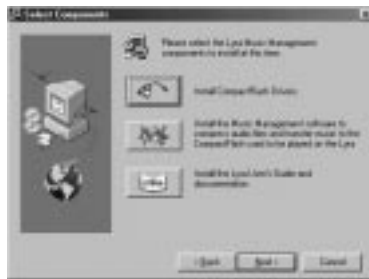 Select Components
Please select the Lyra Music Management
components to install at this time.
Install CompactFlash Drivers
Install the Music Management software to
compress audio files and transfer music to the
CompactFlash card to be played on the Lyra
Install the Lyra User's Guide and
documentation
< Back
Next >
Cancel